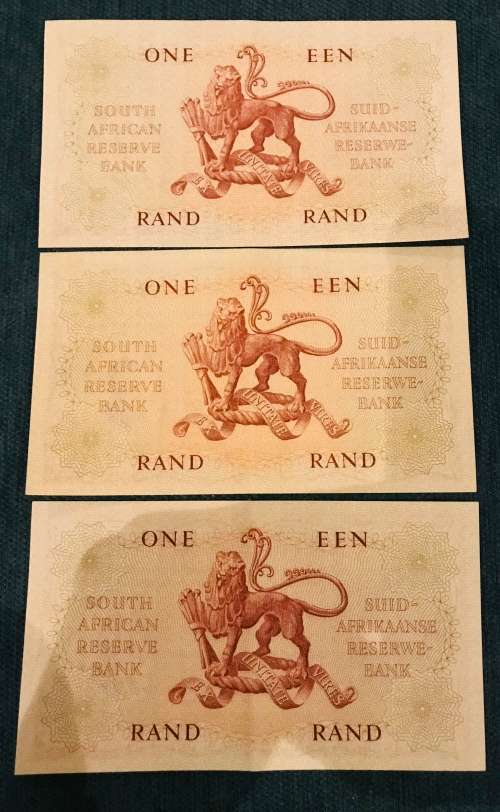 ONE EEN
SOUTH AFRICAN RESERVE BANK
SUID-AFRIKAANSE RESERWE-BANK
EX UNITATE VIRES
RAND RAND
ONE EEN
SOUTH AFRICAN RESERVE BANK
SUID-AFRIKAANSE RESERWE-BANK
EX UNITATE VIRES
RAND RAND
ONE EEN
SOUTH AFRICAN RESERVE BANK
SUID-AFRIKAANSE RESERWE-BANK
EX UNITATE VIRES
RAND RAND